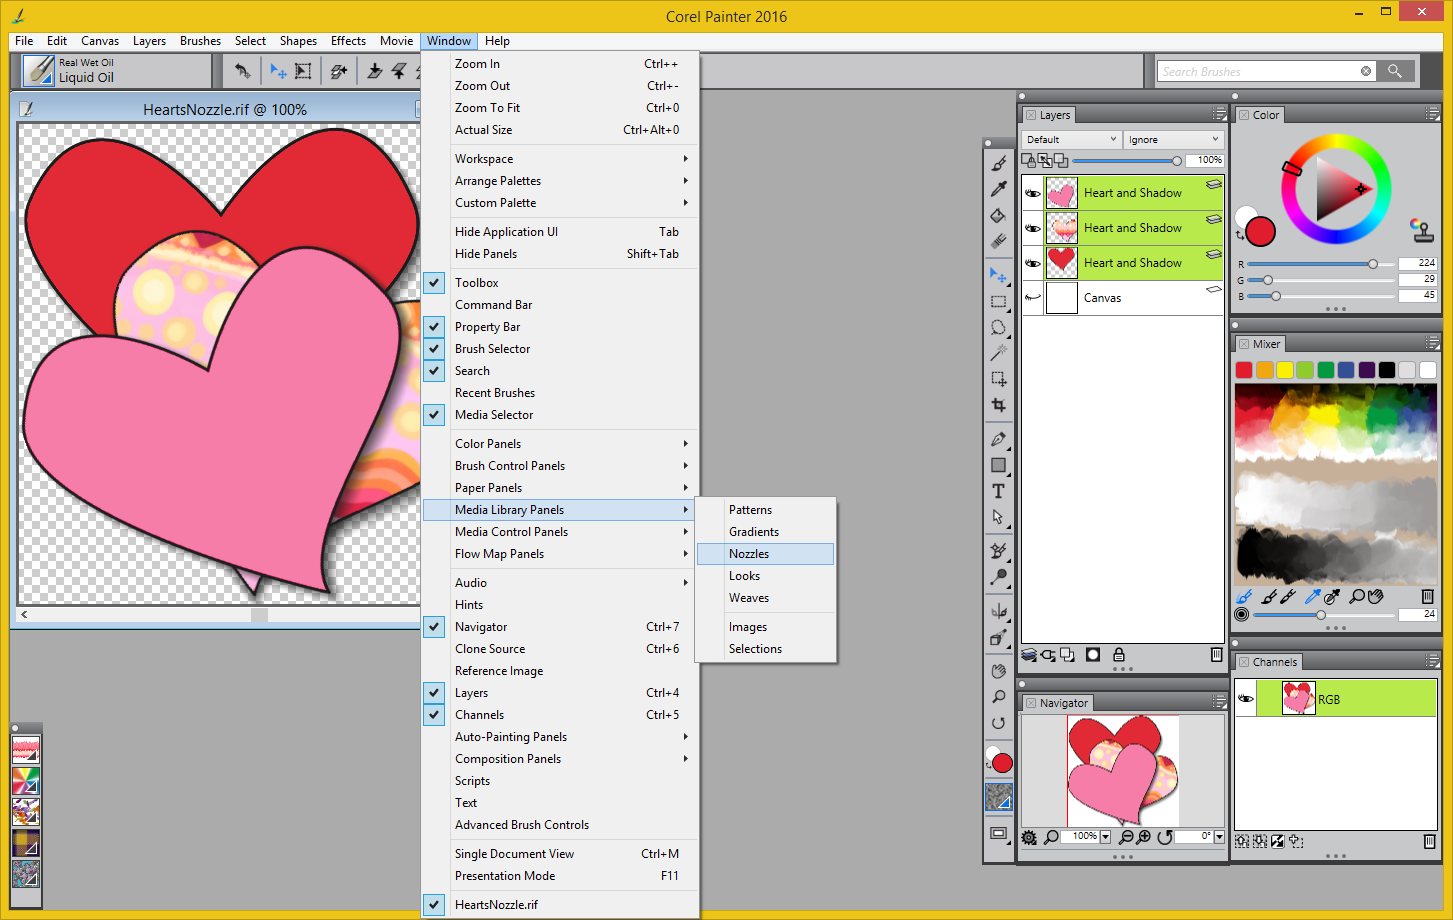 Corel Painter 2016
File Edit Canvas Layers Brushes Select Shapes Effects Movie Window Help
Real Wet Oil
Liquid Oil
Search Brushes
HeartsNozzle.rif @ 100%
Zoom In Ctrl++
Zoom Out Ctrl+-
Zoom To Fit Ctrl+0
Actual Size Ctrl+Alt+0
Workspace
Arrange Palettes
Custom Palette
Hide Application UI Tab
Hide Panels Shift+Tab
Toolbox
Command Bar
Property Bar
Brush Selector
Search
Recent Brushes
Media Selector
Color Panels
Brush Control Panels
Paper Panels
Media Library Panels
Media Control Panels
Flow Map Panels
Audio
Hints
Navigator Ctrl+7
Clone Source Ctrl+6
Reference Image
Layers Ctrl+4
Channels Ctrl+5
Auto-Painting Panels
Composition Panels
Scripts
Text
Advanced Brush Controls
Single Document View Ctrl+M
Presentation Mode F11
HeartsNozzle.rif
Patterns
Gradients
Nozzles
Looks
Weaves
Images
Selections
T
Layers
Default Ignore
100%
Heart and Shadow
Heart and Shadow
Heart and Shadow
Canvas
Navigator
100% 0°
Color
R 224
G 29
B 45
Mixer
24
Channels
RGB